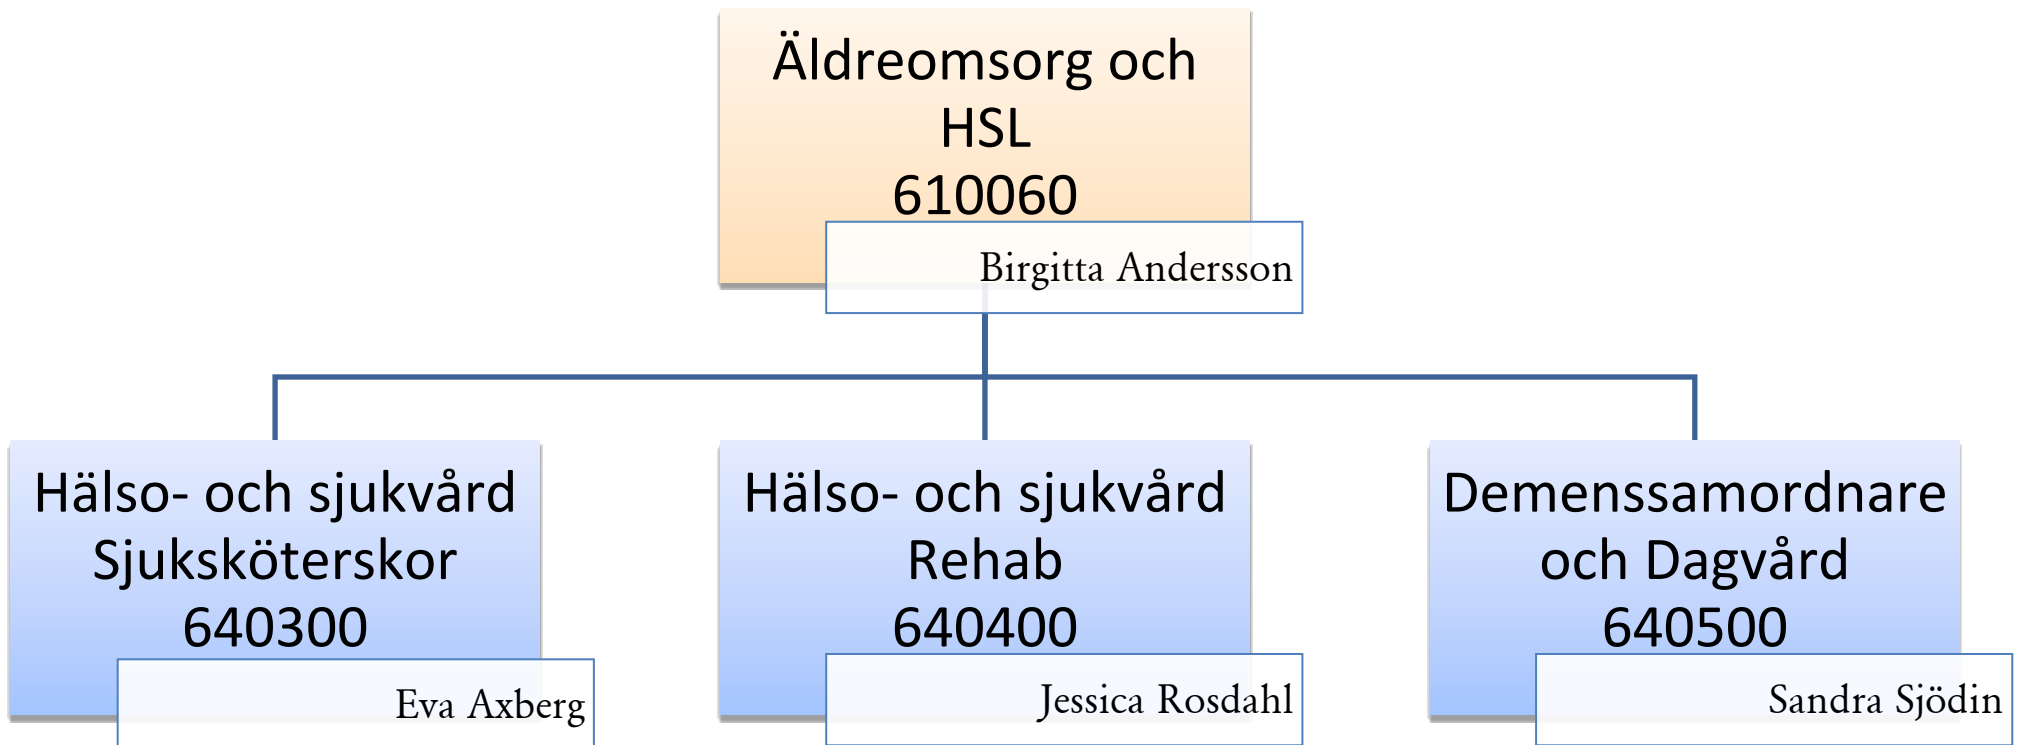 Äldreomsorg och
HSL
610060
Birgitta Andersson
Hälso- och sjukvård
Sjuksköterskor
640300
Eva Axberg
Hälso- och sjukvård
Rehab
640400
Jessica Rosdahl
Demenssamordnare
och Dagvård
640500
Sandra Sjödin